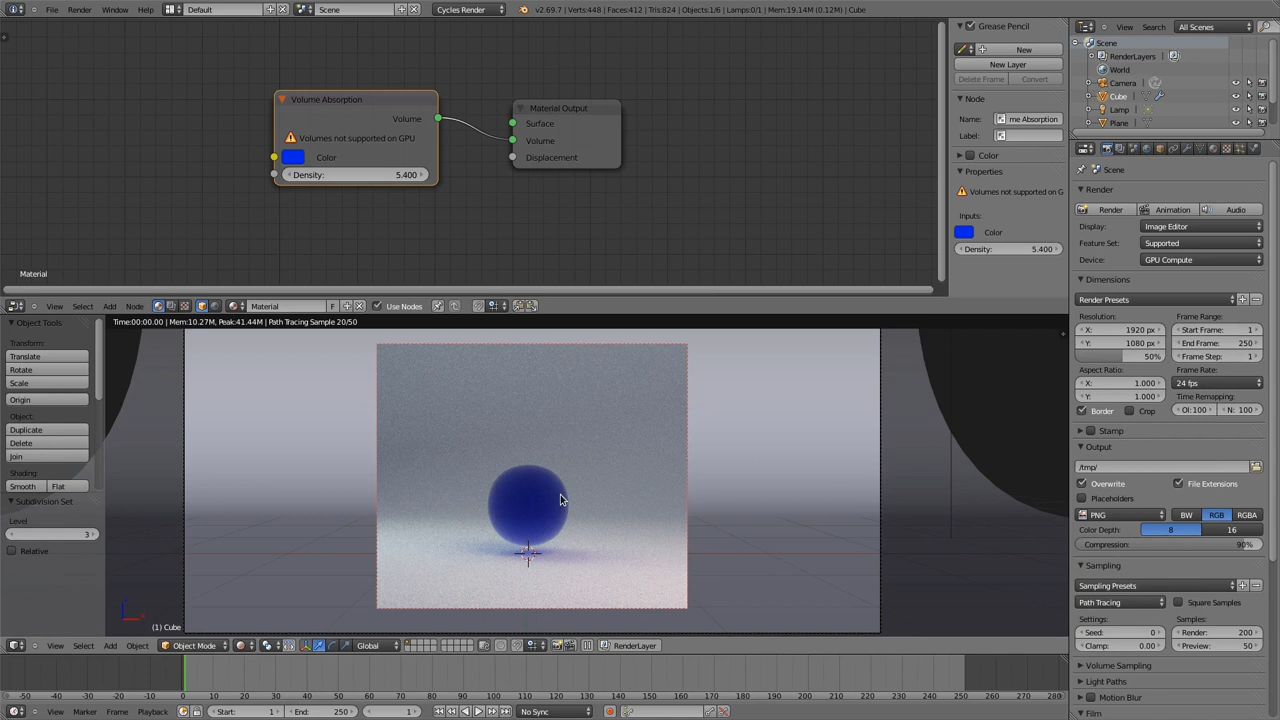 File Render Window Help Default Scene Cycles Render v2.69.7 | Verts:448 | Faces:412 | Tris:824 | Objects:1/6 | Lamps:0/1 | Mem:19.14M (0.12M) | Cube
Volume Absorption
Volume
Volumes not supported on GPU
Color
Density: 5.400
Material Output
Surface
Volume
Displacement
Material
Grease Pencil
New
New Layer
Delete Frame Convert
Node
Name: me Absorption
Label:
Color
Properties
Volumes not supported on G
Inputs:
Color
Density: 5.400
View Search All Scenes
Scene
RenderLayers
World
Camera
Cube
Lamp
Plane
Scene
Render
Render Animation Audio
Display: Image Editor
Feature Set: Supported
Device: GPU Compute
Dimensions
Render Presets
Resolution: Frame Range:
X: 1920 px Start Frame: 1
Y: 1080 px End Frame: 250
50% Frame Step: 1
Aspect Ratio: Frame Rate:
X: 1.000 24 fps
Y: 1.000 Time Remapping:
Border Crop Ol: 100 N: 100
Stamp
Output
/tmp/
Overwrite File Extensions
Placeholders
PNG BW RGB RGBA
Color Depth: 8 16
Compression: 90%
Sampling
Sampling Presets
Path Tracing Square Samples
Settings: Samples:
Seed: 0 Render: 200
Clamp: 0.00 Preview: 50
Volume Sampling
Light Paths
Motion Blur
Film
View Select Add Node Material F Use Nodes
Object Tools
Transform:
Translate
Rotate
Scale
Origin
Object:
Duplicate
Delete
Join
Shading:
Smooth Flat
Subdivision Set
Level
3
Relative
Time:00:00.00 | Mem:10.27M, Peak:41.44M | Path Tracing Sample 20/50
(1) Cube
View Select Add Object Object Mode Global RenderLayer
-50 -40 -30 -20 -10 0 10 20 30 40 50 60 70 80 90 100 110 120 130 140 150 160 170 180 190 200 210 220 230 240 250 260 270 280
View Marker Frame Playback Start: 1 End: 250 1 No Sync